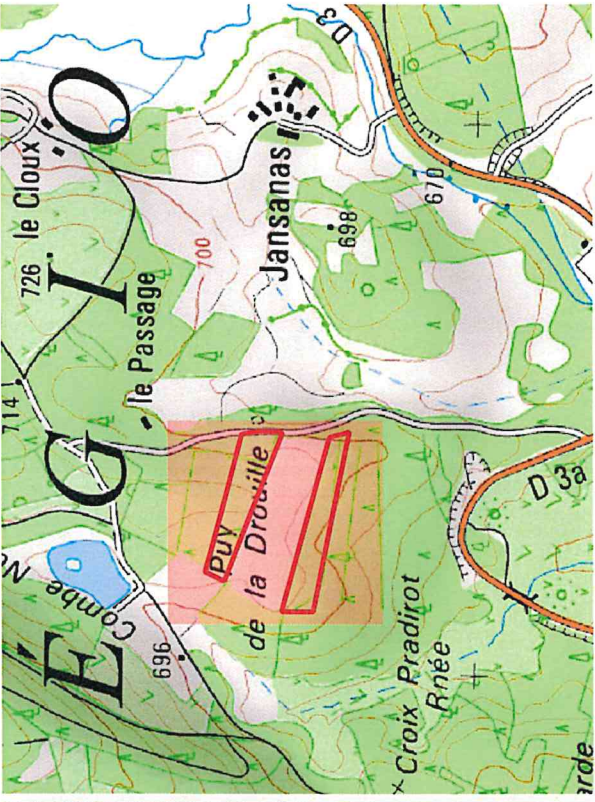 D3
le Cloux
O
Jansanas
670
726
698
I
700
le Passage
714
G
D 3a
Puy
de la Drouille
Combe
É
696
Croix Pradirot
Rnée